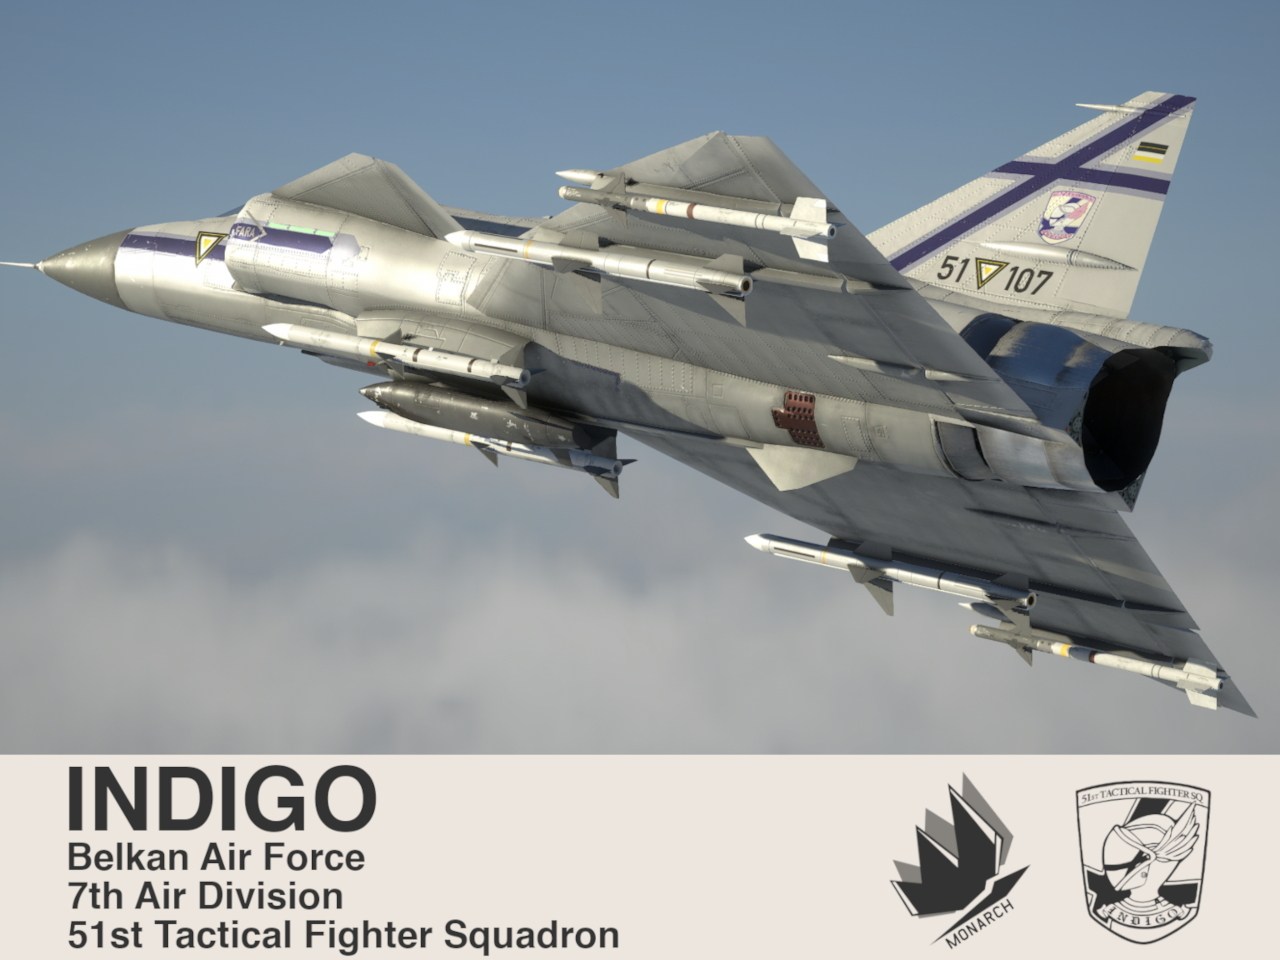 FARA
51 107
INDIGO
Belkan Air Force
7th Air Division
51st Tactical Fighter Squadron
MONARCH
51ST TACTICAL FIGHTER SQ
INDIGO